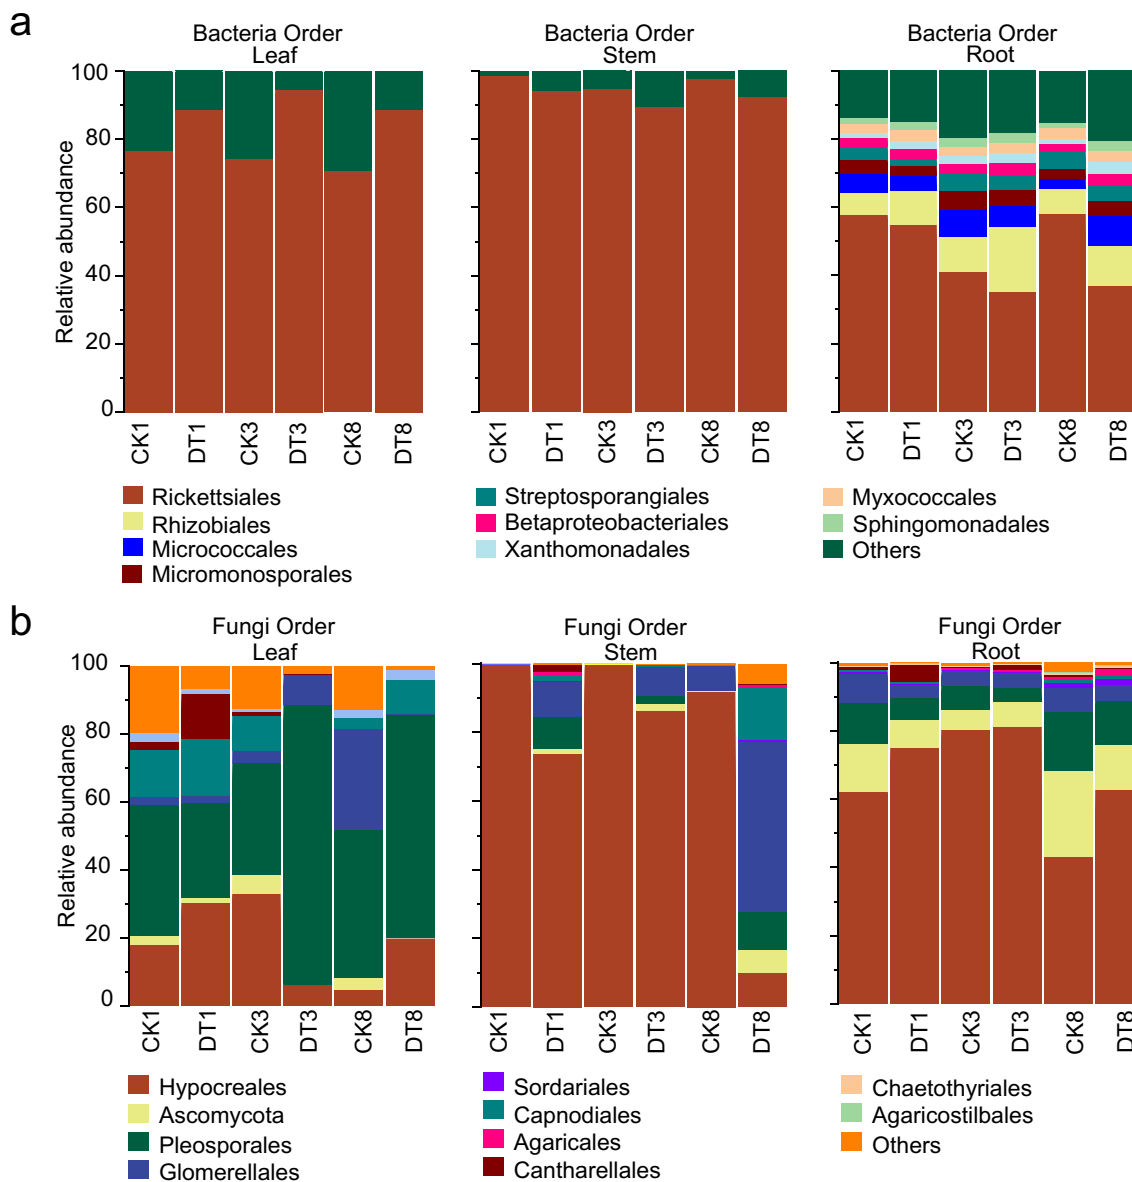 a
Bacteria Order
Leaf
Bacteria Order
Stem
Bacteria Order
Root
Relative abundance
100
80
60
40
20
0
CK1 DT1 CK3 DT3 CK8 DT8
CK1 DT1 CK3 DT3 CK8 DT8
CK1 DT1 CK3 DT3 CK8 DT8
Rickettsiales
Rhizobiales
Micrococcales
Micromonosporales
Streptosporangiales
Betaproteobacteriales
Xanthomonadales
Myxococcales
Sphingomonadales
Others
b
Fungi Order
Leaf
Fungi Order
Stem
Fungi Order
Root
Relative abundance
100
80
60
40
20
0
CK1 DT1 CK3 DT3 CK8 DT8
CK1 DT1 CK3 DT3 CK8 DT8
CK1 DT1 CK3 DT3 CK8 DT8
Hypocreales
Ascomycota
Pleosporales
Glomerellales
Sordariales
Capnodiales
Agaricales
Cantharellales
Chaetothyriales
Agaricostilbales
Others